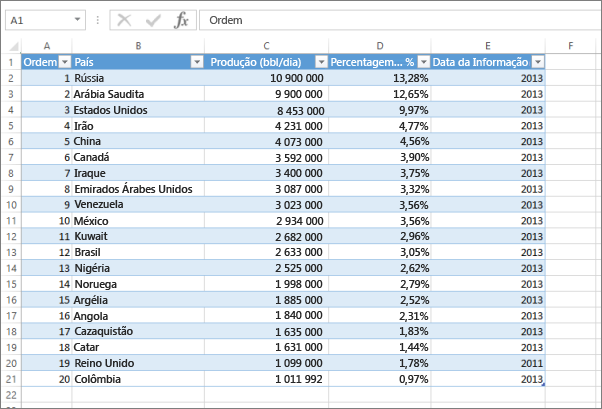 A1 fx Ordem
A B C D E F
1 Ordem País Produção (bbl/dia) Percentagem... % Data da Informação
2 1 Rússia 10 900 000 13,28% 2013
3 2 Arábia Saudita 9 900 000 12,65% 2013
4 3 Estados Unidos 8 453 000 9,97% 2013
5 4 Irão 4 231 000 4,77% 2013
6 5 China 4 073 000 4,56% 2013
7 6 Canadá 3 592 000 3,90% 2013
8 7 Iraque 3 400 000 3,75% 2013
9 8 Emirados Árabes Unidos 3 087 000 3,32% 2013
10 9 Venezuela 3 023 000 3,56% 2013
11 10 México 2 934 000 3,56% 2013
12 11 Kuwait 2 682 000 2,96% 2013
13 12 Brasil 2 633 000 3,05% 2013
14 13 Nigéria 2 525 000 2,62% 2013
15 14 Noruega 1 998 000 2,79% 2013
16 15 Argélia 1 885 000 2,52% 2013
17 16 Angola 1 840 000 2,31% 2013
18 17 Cazaquistão 1 635 000 1,83% 2013
19 18 Catar 1 631 000 1,44% 2013
20 19 Reino Unido 1 099 000 1,78% 2011
21 20 Colômbia 1 011 992 0,97% 2013
22